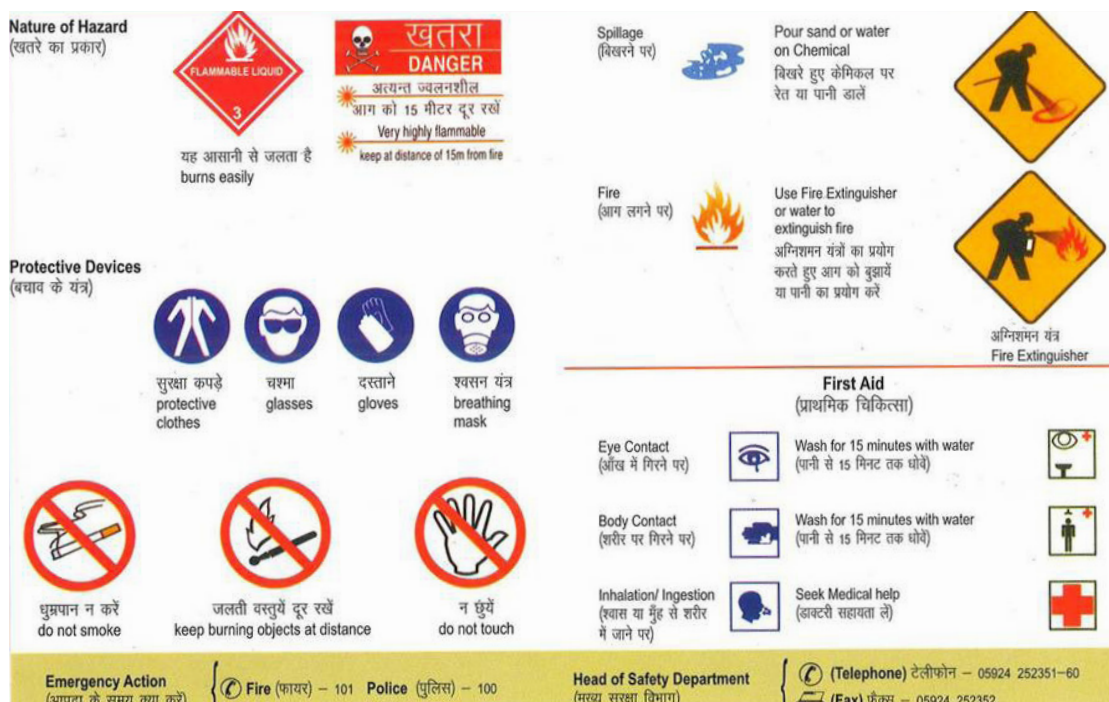 Nature of Hazard
(खतरे का प्रकार)
FLAMMABLE LIQUID
3
यह आसानी से जलता है
burns easily
खतरा
DANGER
अत्यन्त ज्वलनशील
आग को 15 मीटर दूर रखें
Very highly flammable
keep at distance of 15m from fire
Protective Devices
(बचाव के यंत्र)
सुरक्षा कपड़े
protective
clothes
चश्मा
glasses
दस्ताने
gloves
श्वसन यंत्र
breathing
mask
धुम्रपान न करें
do not smoke
जलती वस्तुयें दूर रखें
keep burning objects at distance
न छुंयें
do not touch
Spillage
(बिखरने पर)
Pour sand or water
on Chemical
बिखरे हुए केमिकल पर
रेत या पानी डालें
Fire
(आग लगने पर)
Use Fire Extinguisher
or water to
extinguish fire
अग्निशमन यंत्रों का प्रयोग
करते हुए आग को बुझायें
या पानी का प्रयोग करें
अग्निशमन यंत्र
Fire Extinguisher
First Aid
(प्राथमिक चिकित्सा)
Eye Contact
(आँख में गिरने पर)
Wash for 15 minutes with water
(पानी से 15 मिनट तक धोवें)
Body Contact
(शरीर पर गिरने पर)
Wash for 15 minutes with water
(पानी से 15 मिनट तक धोवें)
Inhalation/ Ingestion
(श्वास या मुँह से शरीर
में जाने पर)
Seek Medical help
(डाक्टरी सहायता लें)
Emergency Action
(आपदा के समय क्या करें)
Fire (फायर) – 101 Police (पुलिस) – 100
Head of Safety Department
(मुख्य सुरक्षा विभाग)
(Telephone) टेलीफोन – 05924 252351-60
(Fax) फैक्स – 05924 252352